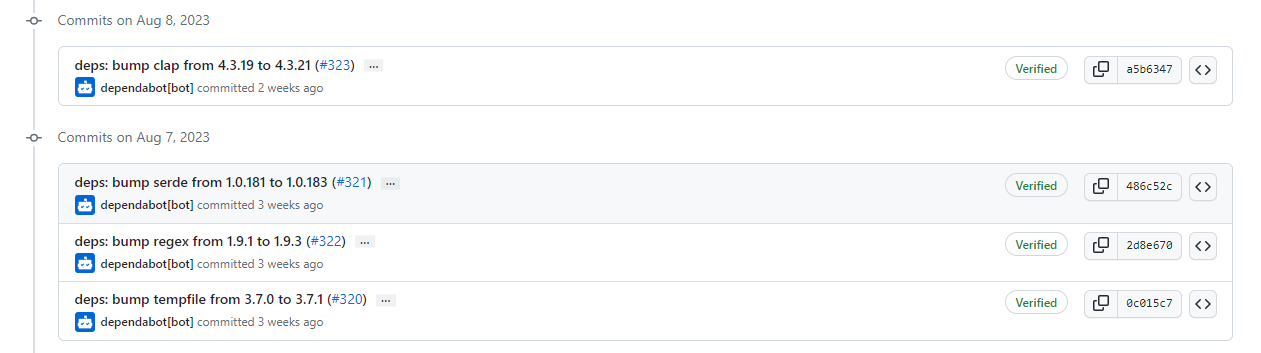 Commits on Aug 8, 2023
deps: bump clap from 4.3.19 to 4.3.21 (#323) ...
Verified
a5b6347
dependabot[bot] committed 2 weeks ago
Commits on Aug 7, 2023
deps: bump serde from 1.0.181 to 1.0.183 (#321) ...
Verified
486c52c
dependabot[bot] committed 3 weeks ago
deps: bump regex from 1.9.1 to 1.9.3 (#322) ...
Verified
2d8e670
dependabot[bot] committed 3 weeks ago
deps: bump tempfile from 3.7.0 to 3.7.1 (#320) ...
Verified
0c015c7
dependabot[bot] committed 3 weeks ago